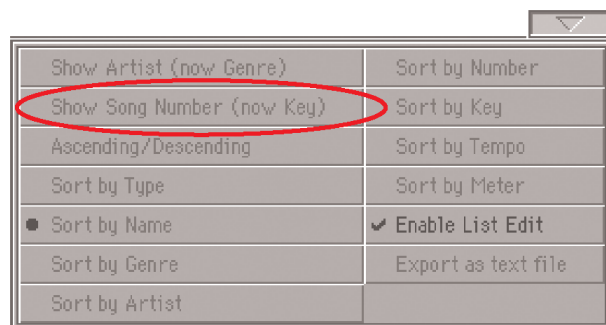 Show Artist (now Genre)
Show Song Number (now Key)
Ascending/Descending
Sort by Type
Sort by Name
Sort by Genre
Sort by Artist
Sort by Number
Sort by Key
Sort by Tempo
Sort by Meter
Enable List Edit
Export as text file